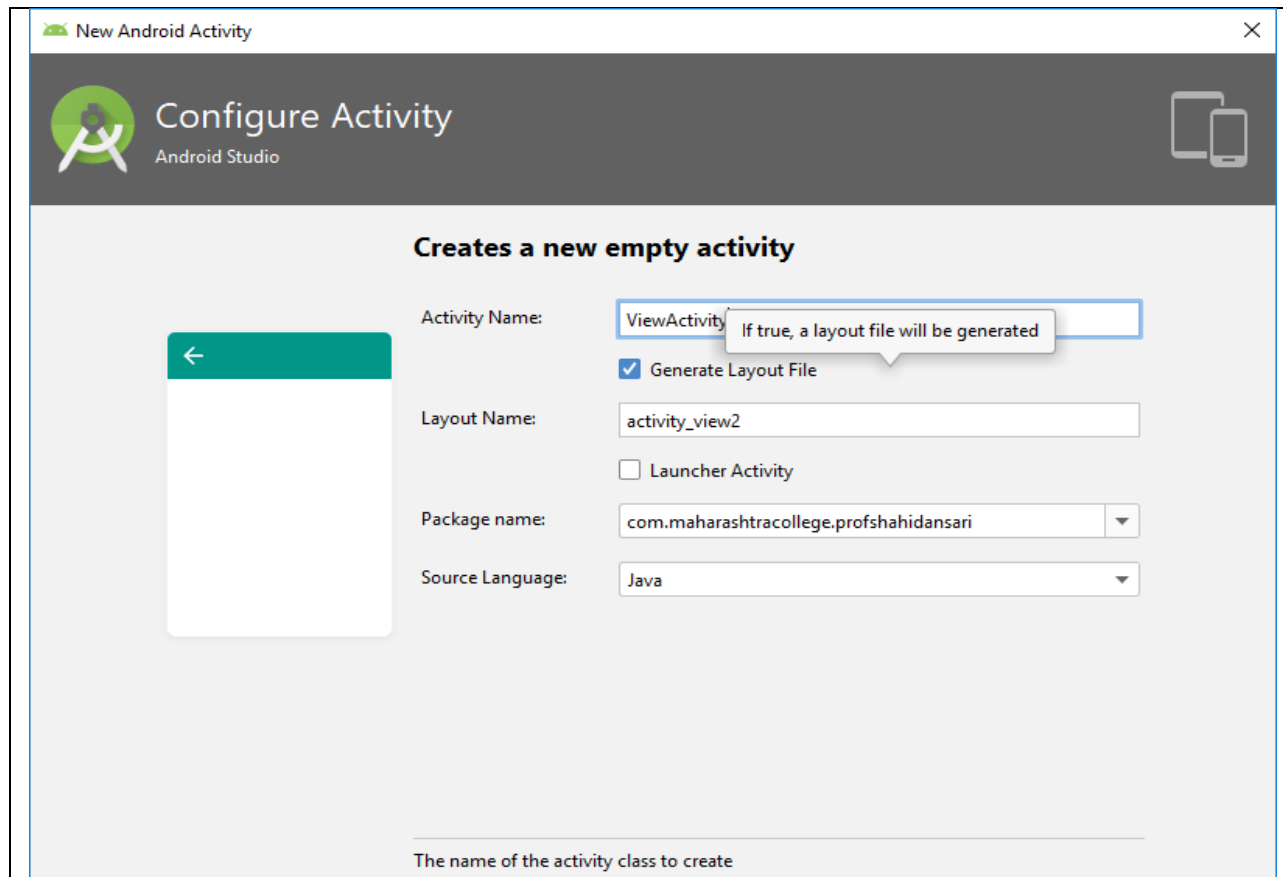 New Android Activity
Configure Activity
Android Studio
Creates a new empty activity
Activity Name:
ViewActivity
If true, a layout file will be generated
Generate Layout File
Layout Name:
activity_view2
Launcher Activity
Package name:
com.maharashtracollege.profshahidansari
Source Language:
Java
The name of the activity class to create